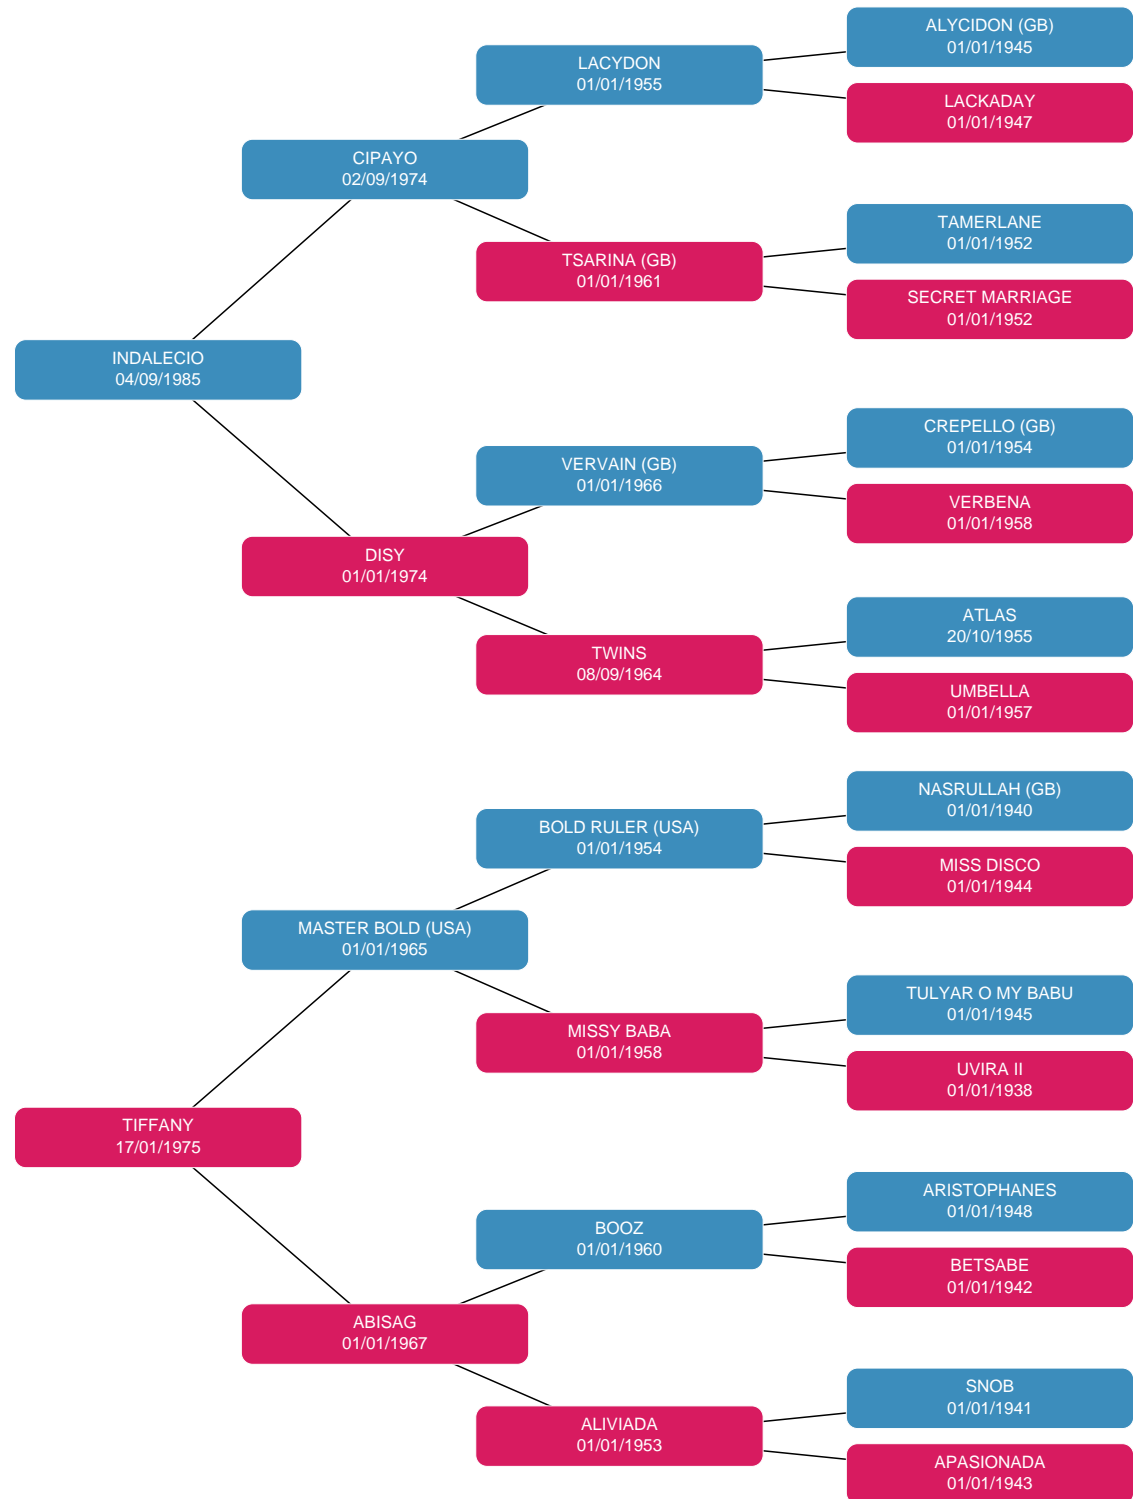 ALYCIDON (GB)
01/01/1945
LACYDON
01/01/1955
LACKADAY
01/01/1947
CIPAYO
02/09/1974
TAMERLANE
01/01/1952
TSARINA (GB)
01/01/1961
SECRET MARRIAGE
01/01/1952
INDALECIO
04/09/1985
CREPELLO (GB)
01/01/1954
VERVAIN (GB)
01/01/1966
VERBENA
01/01/1958
DISY
01/01/1974
ATLAS
20/10/1955
TWINS
08/09/1964
UMBELLA
01/01/1957
NASRULLAH (GB)
01/01/1940
BOLD RULER (USA)
01/01/1954
MISS DISCO
01/01/1944
MASTER BOLD (USA)
01/01/1965
TULYAR O MY BABU
01/01/1945
MISSY BABA
01/01/1958
UVIRA II
01/01/1938
TIFFANY
17/01/1975
ARISTOPHANES
01/01/1948
BOOZ
01/01/1960
BETSABE
01/01/1942
ABISAG
01/01/1967
SNOB
01/01/1941
ALIVIADA
01/01/1953
APASIONADA
01/01/1943